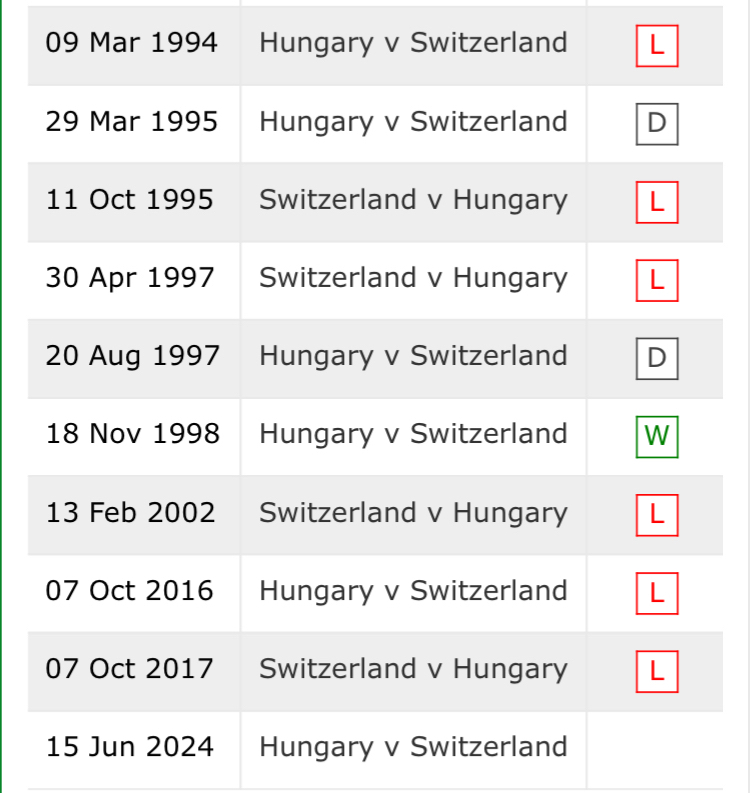 09 Mar 1994 Hungary v Switzerland L
29 Mar 1995 Hungary v Switzerland D
11 Oct 1995 Switzerland v Hungary L
30 Apr 1997 Switzerland v Hungary L
20 Aug 1997 Hungary v Switzerland D
18 Nov 1998 Hungary v Switzerland W
13 Feb 2002 Switzerland v Hungary L
07 Oct 2016 Hungary v Switzerland L
07 Oct 2017 Switzerland v Hungary L
15 Jun 2024 Hungary v Switzerland